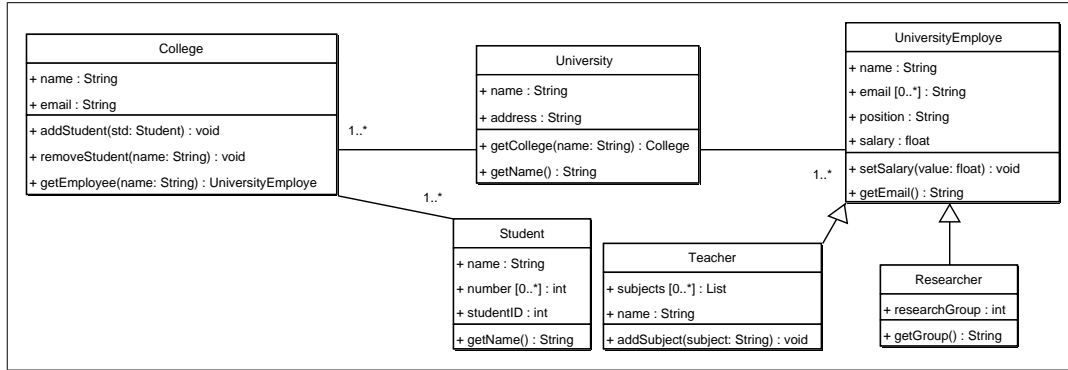 College
+ name : String
+ email : String
+ addStudent(std: Student) : void
+ removeStudent(name: String) : void
+ getEmployee(name: String) : UniversityEmploye
1..*
University
+ name : String
+ address : String
+ getCollege(name: String) : College
+ getName() : String
1..*
UniversityEmploye
+ name : String
+ email [0..*] : String
+ position : String
+ salary : float
+ setSalary(value: float) : void
+ getEmail() : String
1..*
Student
+ name : String
+ number [0..*] : int
+ studentID : int
+ getName() : String
Teacher
+ subjects [0..*] : List
+ name : String
+ addSubject(subject: String) : void
Researcher
+ researchGroup : int
+ getGroup() : String